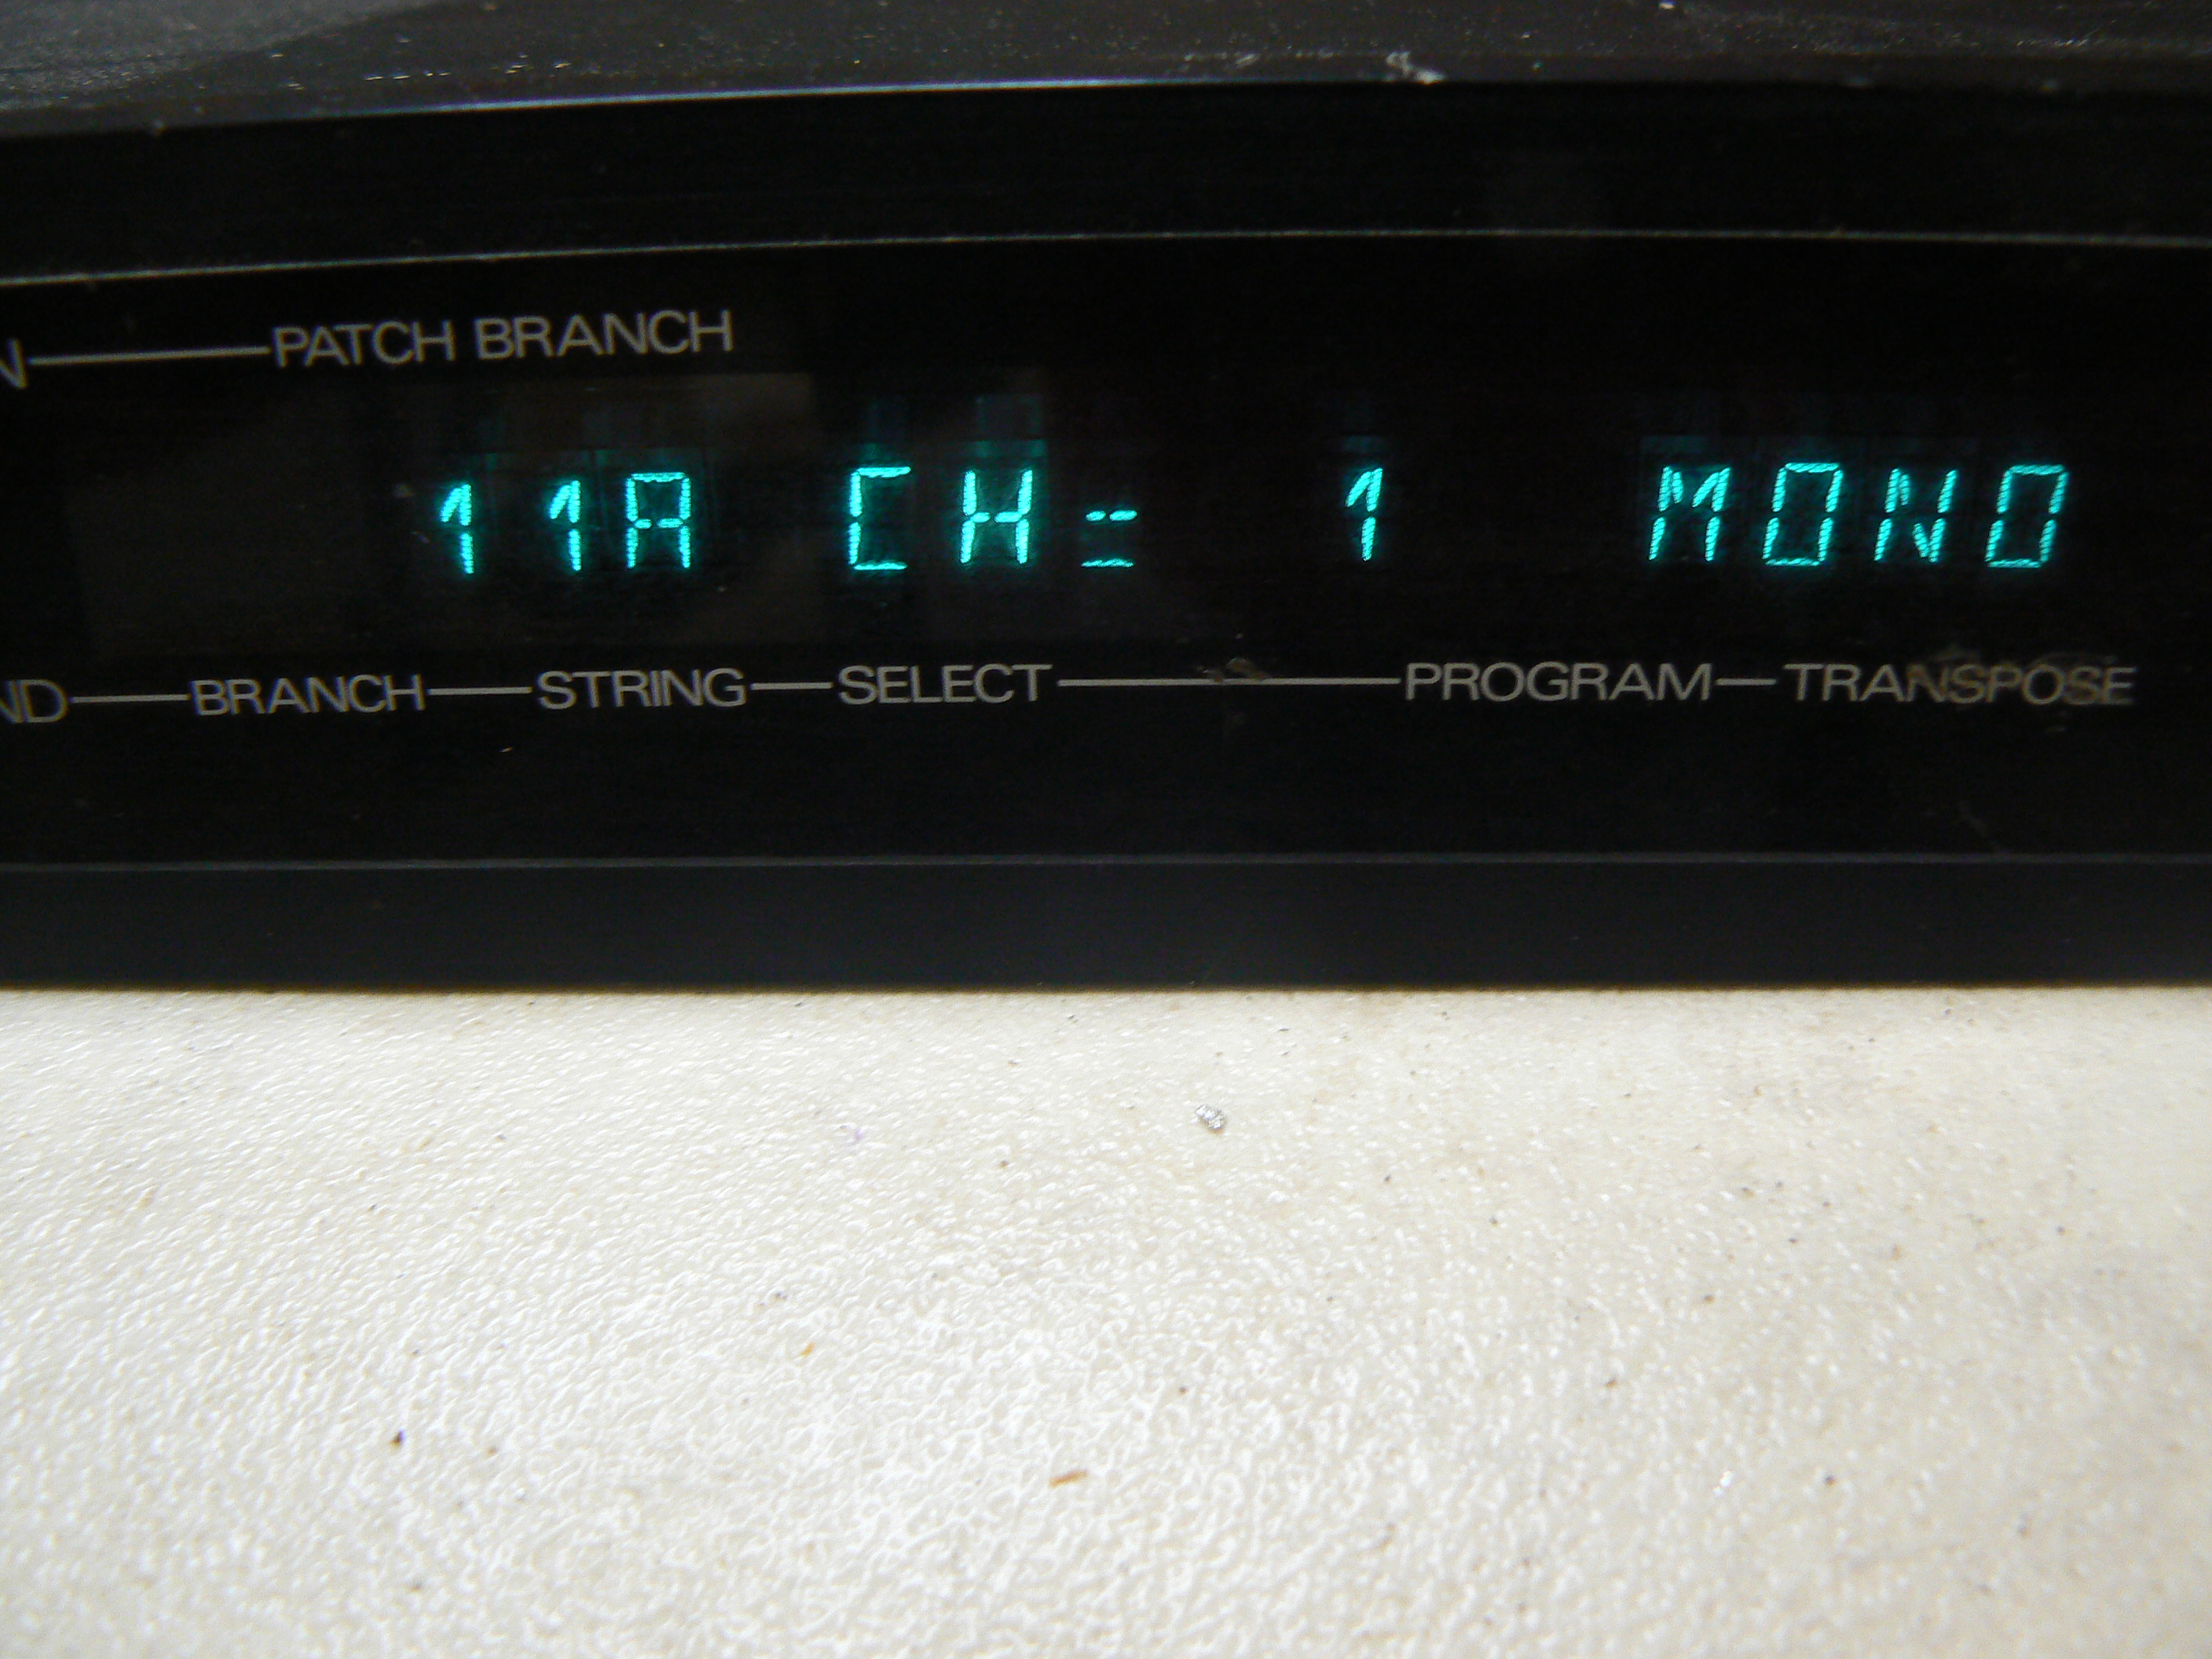 PATCH BRANCH
11A CH= 1 MONO
BRANCH STRING SELECT PROGRAM TRANSPOSE